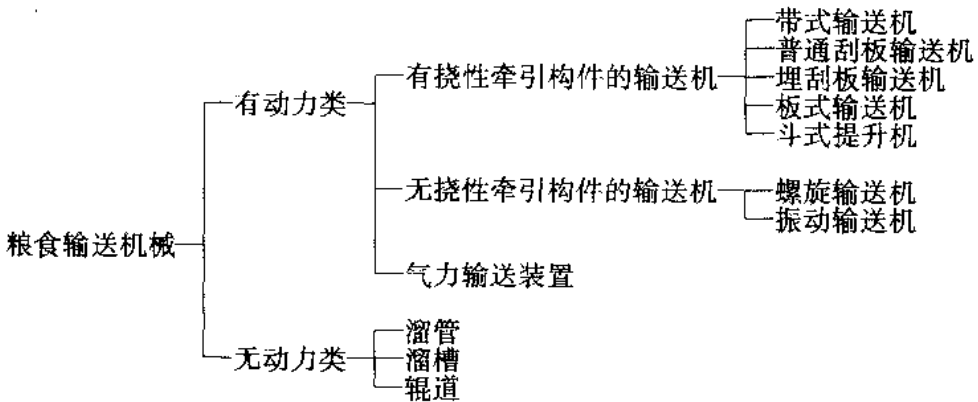 带式输送机
普通刮板输送机
有挠性牵引构件的输送机
埋刮板输送机
有动力类
板式输送机
斗式提升机
无挠性牵引构件的输送机
螺旋输送机
振动输送机
粮食输送机械
气力输送装置
溜管
无动力类
溜槽
辊道